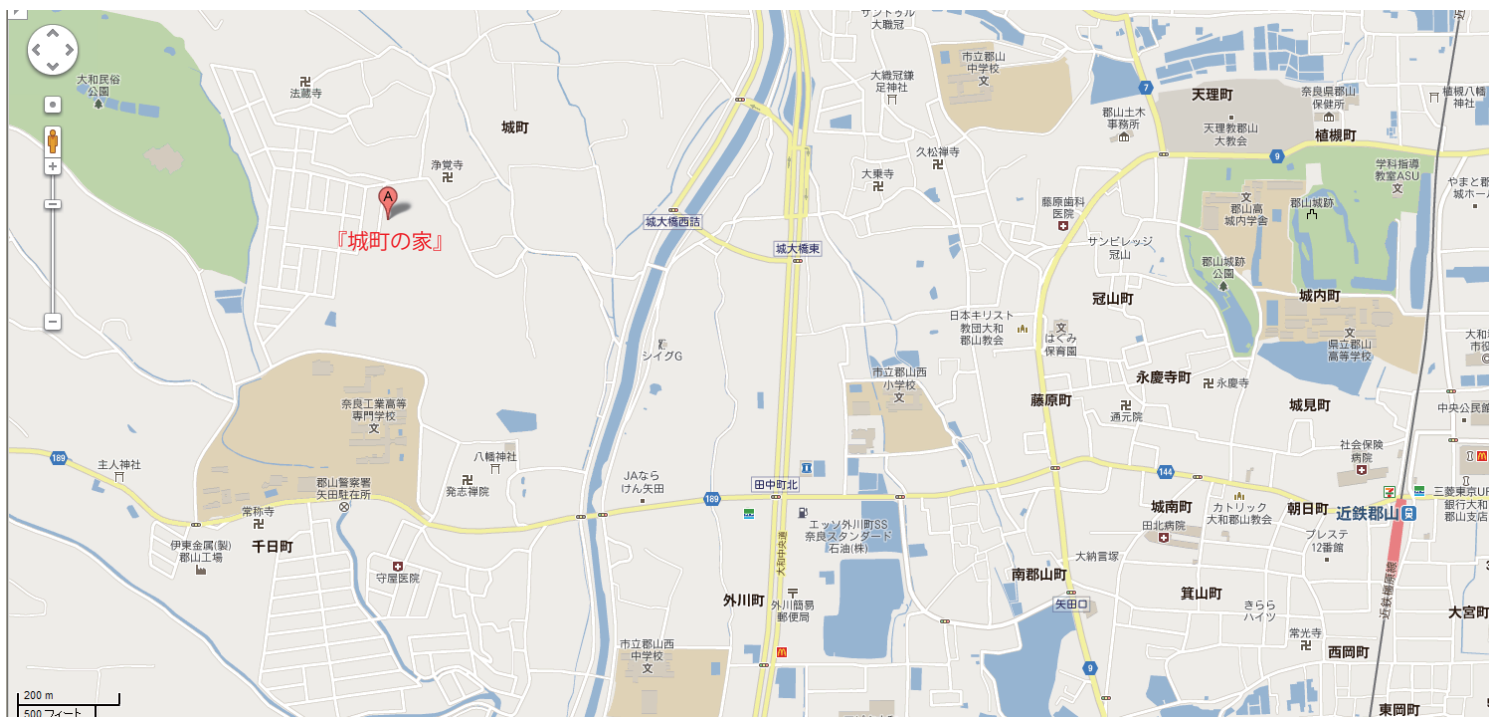 サンドゥル
大職冠
市立郡山
中学校
大和民俗
公園
法蔵寺
大織冠鎌
足神社
7
天理町
奈良県郡山
保健所
植槻八幡
神社
郡山土木
事務所
天理教郡山
大教会
植槻町
城町
浄覚寺
久松禅寺
大乗寺
9
学科指導
教室ASU
やまと郡
城ホール
A
『城町の家』
城大橋西詰
城大橋東
藤原歯科
医院
郡山高
城内学舎
郡山城跡
サンビレッジ
冠山
郡山城跡
公園
冠山町
城内町
日本キリスト
教団大和
郡山教会
はぐみ
保育園
県立郡山
高等学校
大和
市役
シイグG
市立郡山西
小学校
永慶寺町
永慶寺
奈良工業高等
専門学校
藤原町
通元院
城見町
中央公民館
社会保険
病院
189
主人神社
八幡神社
発志禅院
JAなら
けん矢田
田中町北
144
郡山警察署
矢田駐在所
189
城南町
カトリック
大和郡山教会
朝日町
近鉄郡山
三菱東京UF
銀行大和
郡山支店
常称寺
千日町
伊東金属(製)
郡山工場
エッソ外川町SS
奈良スタンダード
石油(株)
田北病院
プレステ
12番館
大和中央道
大納言塚
守屋医院
南郡山町
外川町
外川簡易
郵便局
矢田口
箕山町
きらら
ハイツ
近鉄橿原線
大宮町
常光寺
西岡町
市立郡山西
中学校
9
200 m
500 フィート
東岡町